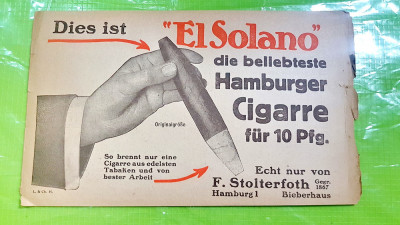 Dies ist "El Solano"
die beliebteste
Hamburger
Cigarre
für 10 Pfg.
Originalgröße
So brennt nur eine
Cigarre aus edelsten
Tabaken und von
bester Arbeit
Echt nur von
F. Stolterfoth Gegr. 1867
Hamburg 1 Bieberhaus